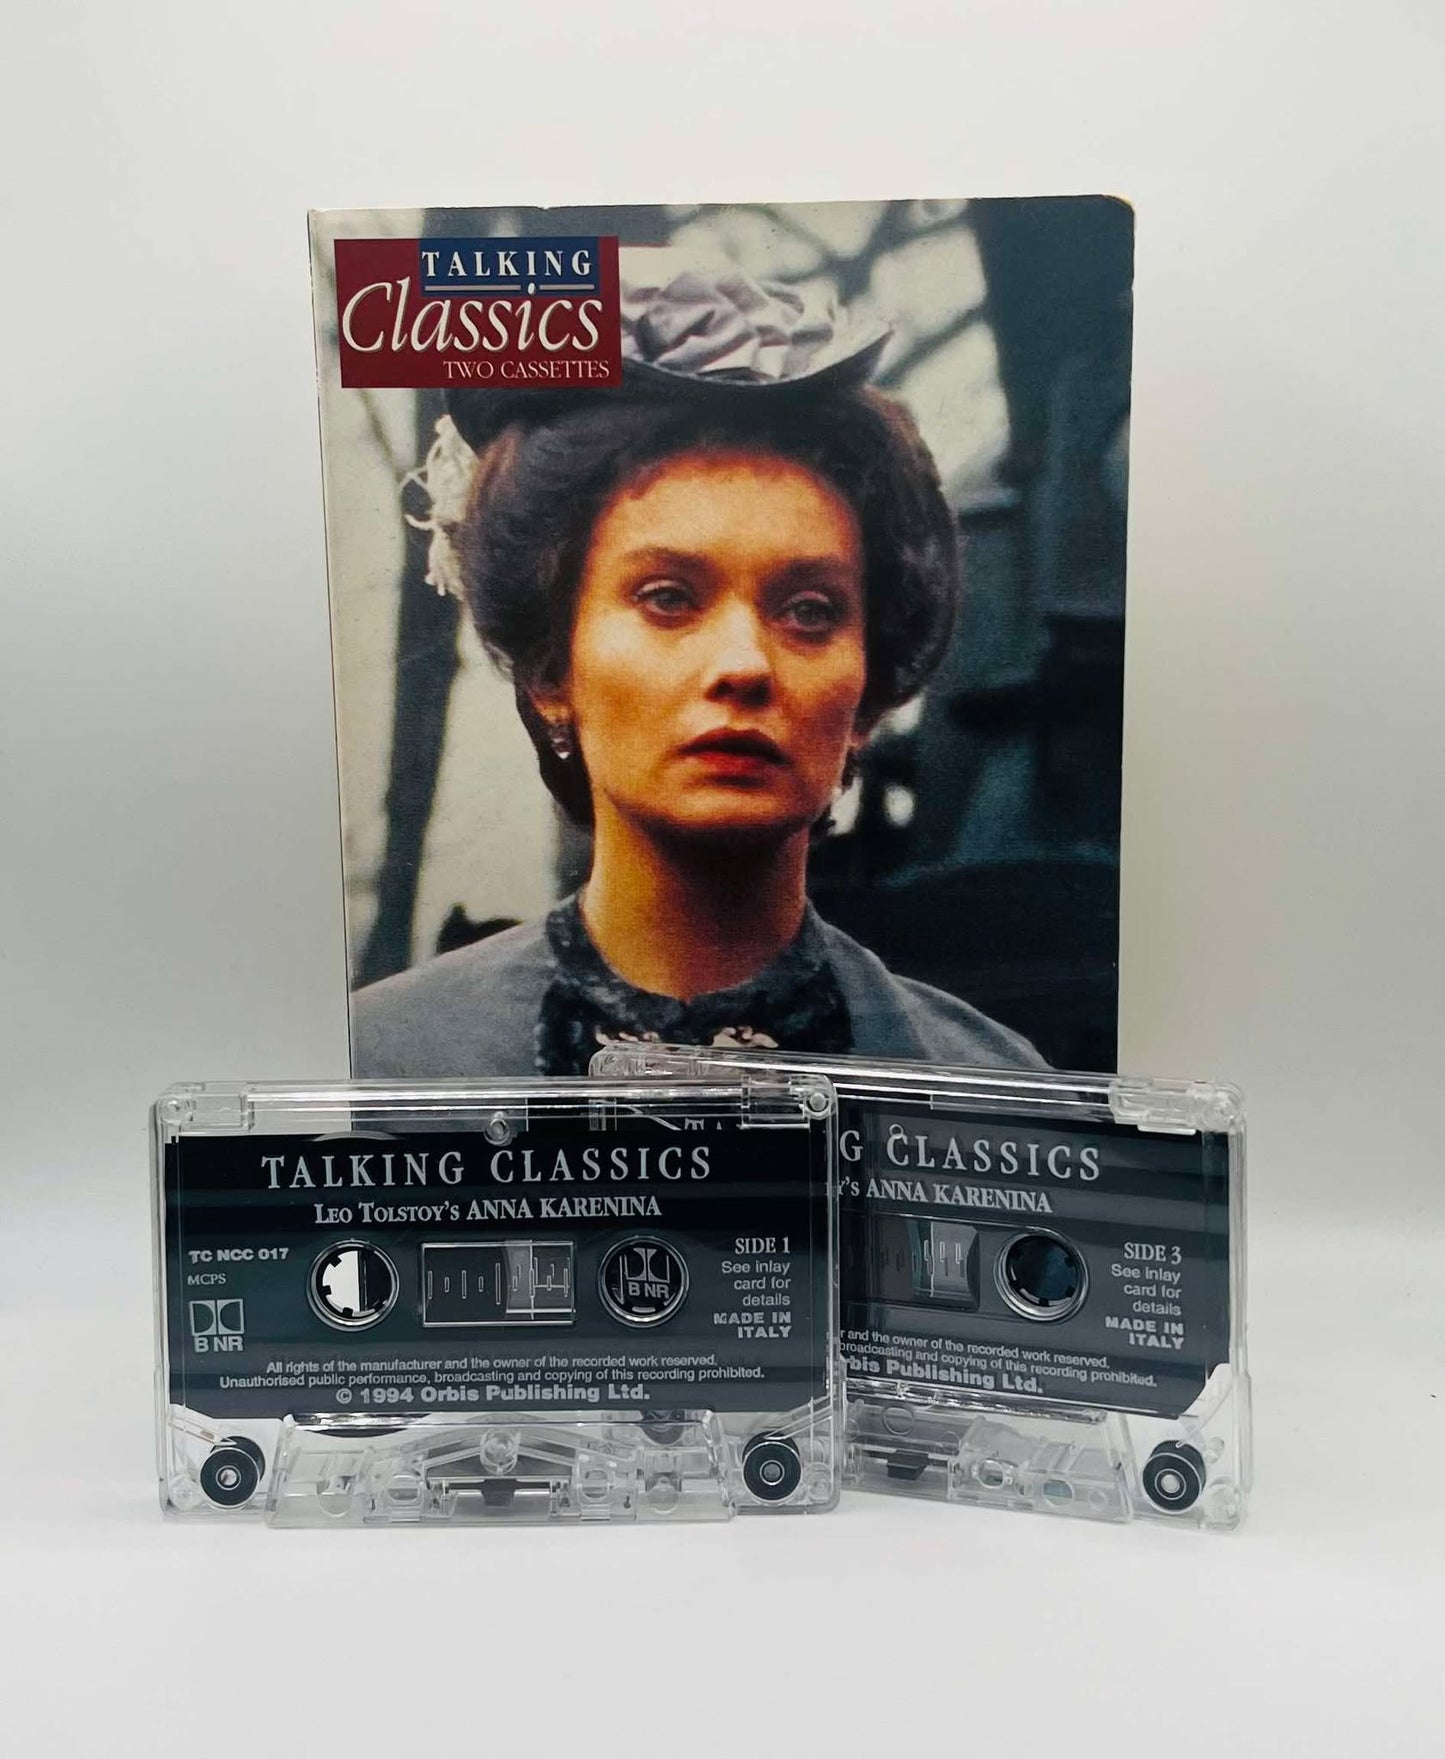 TALKING
Classics
TWO CASSETTES
TALKING CLASSICS
LEO TOLSTOY'S ANNA KARENINA
TC NCC 017
MCPS
B NR
B NR
SIDE 1
See inlay
card for
details
MADE IN
ITALY
All rights of the manufacturer and the owner of the recorded work reserved.
Unauthorised public performance, broadcasting and copying of this recording prohibited.
© 1994 Orbis Publishing Ltd.
G CLASSICS
Y'S ANNA KARENINA
SIDE 3
See inlay
card for
details
MADE IN
ITALY
r and the owner of the recorded work reserved.
broadcasting and copying of this recording prohibited.
rbis Publishing Ltd.